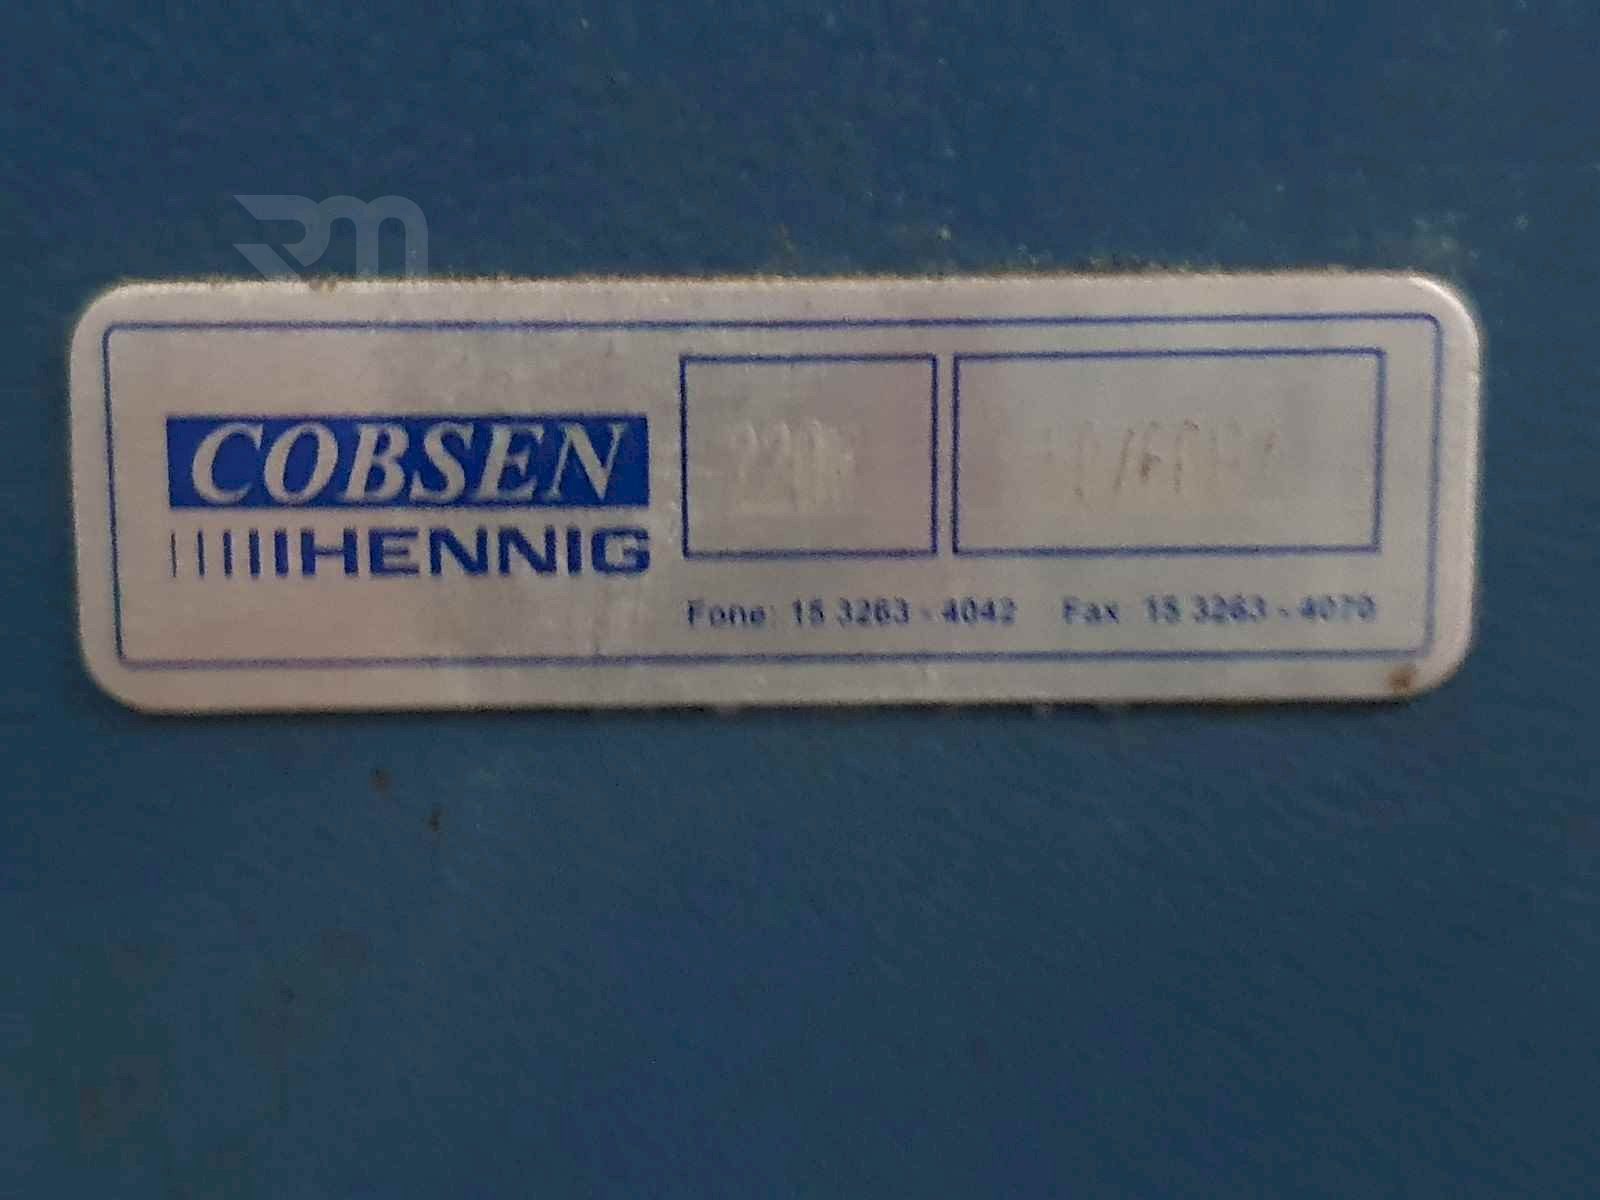 COBSEN
HENNIG
Fone: 15 3263 - 4042 Fax 15 3263 - 4070